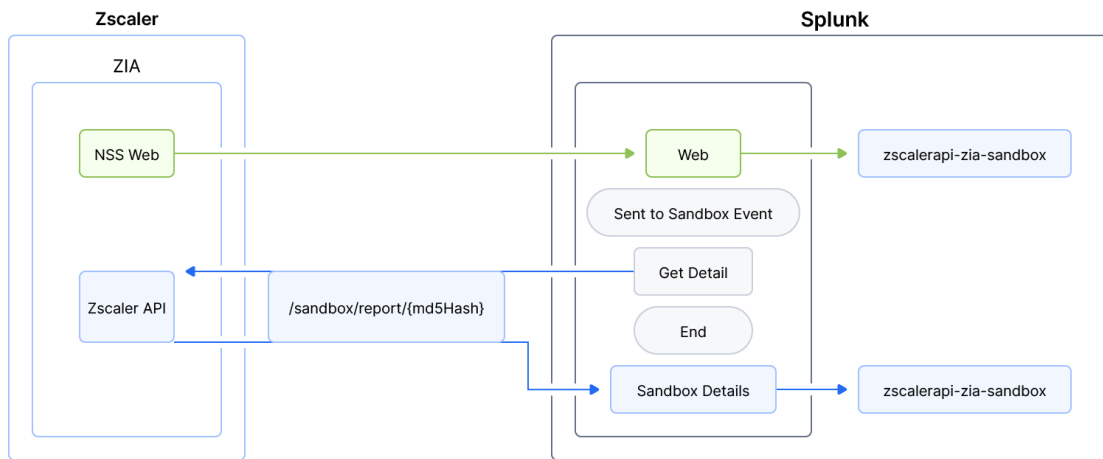 Zscaler
Splunk
ZIA
NSS Web
Web
zscalerapi-zia-sandbox
Sent to Sandbox Event
Get Detail
Zscaler API
/sandbox/report/{md5Hash}
End
Sandbox Details
zscalerapi-zia-sandbox